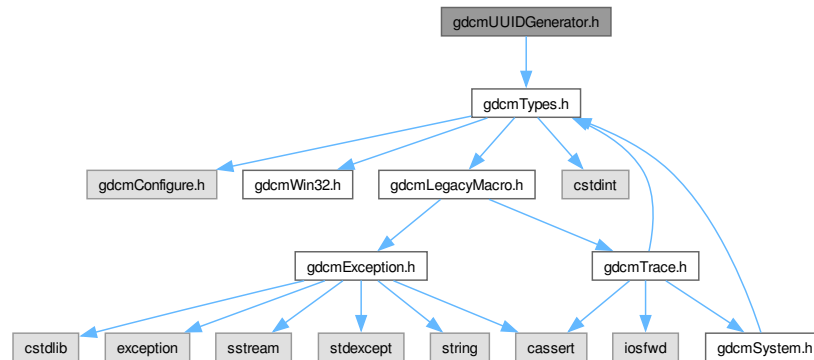 gdcmUUIDGenerator.h
gdcmTypes.h
gdcmConfigure.h
gdcmWin32.h
gdcmLegacyMacro.h
cstdint
gdcmException.h
gdcmTrace.h
cstdlib
exception
sstream
stdexcept
string
cassert
iosfwd
gdcmSystem.h